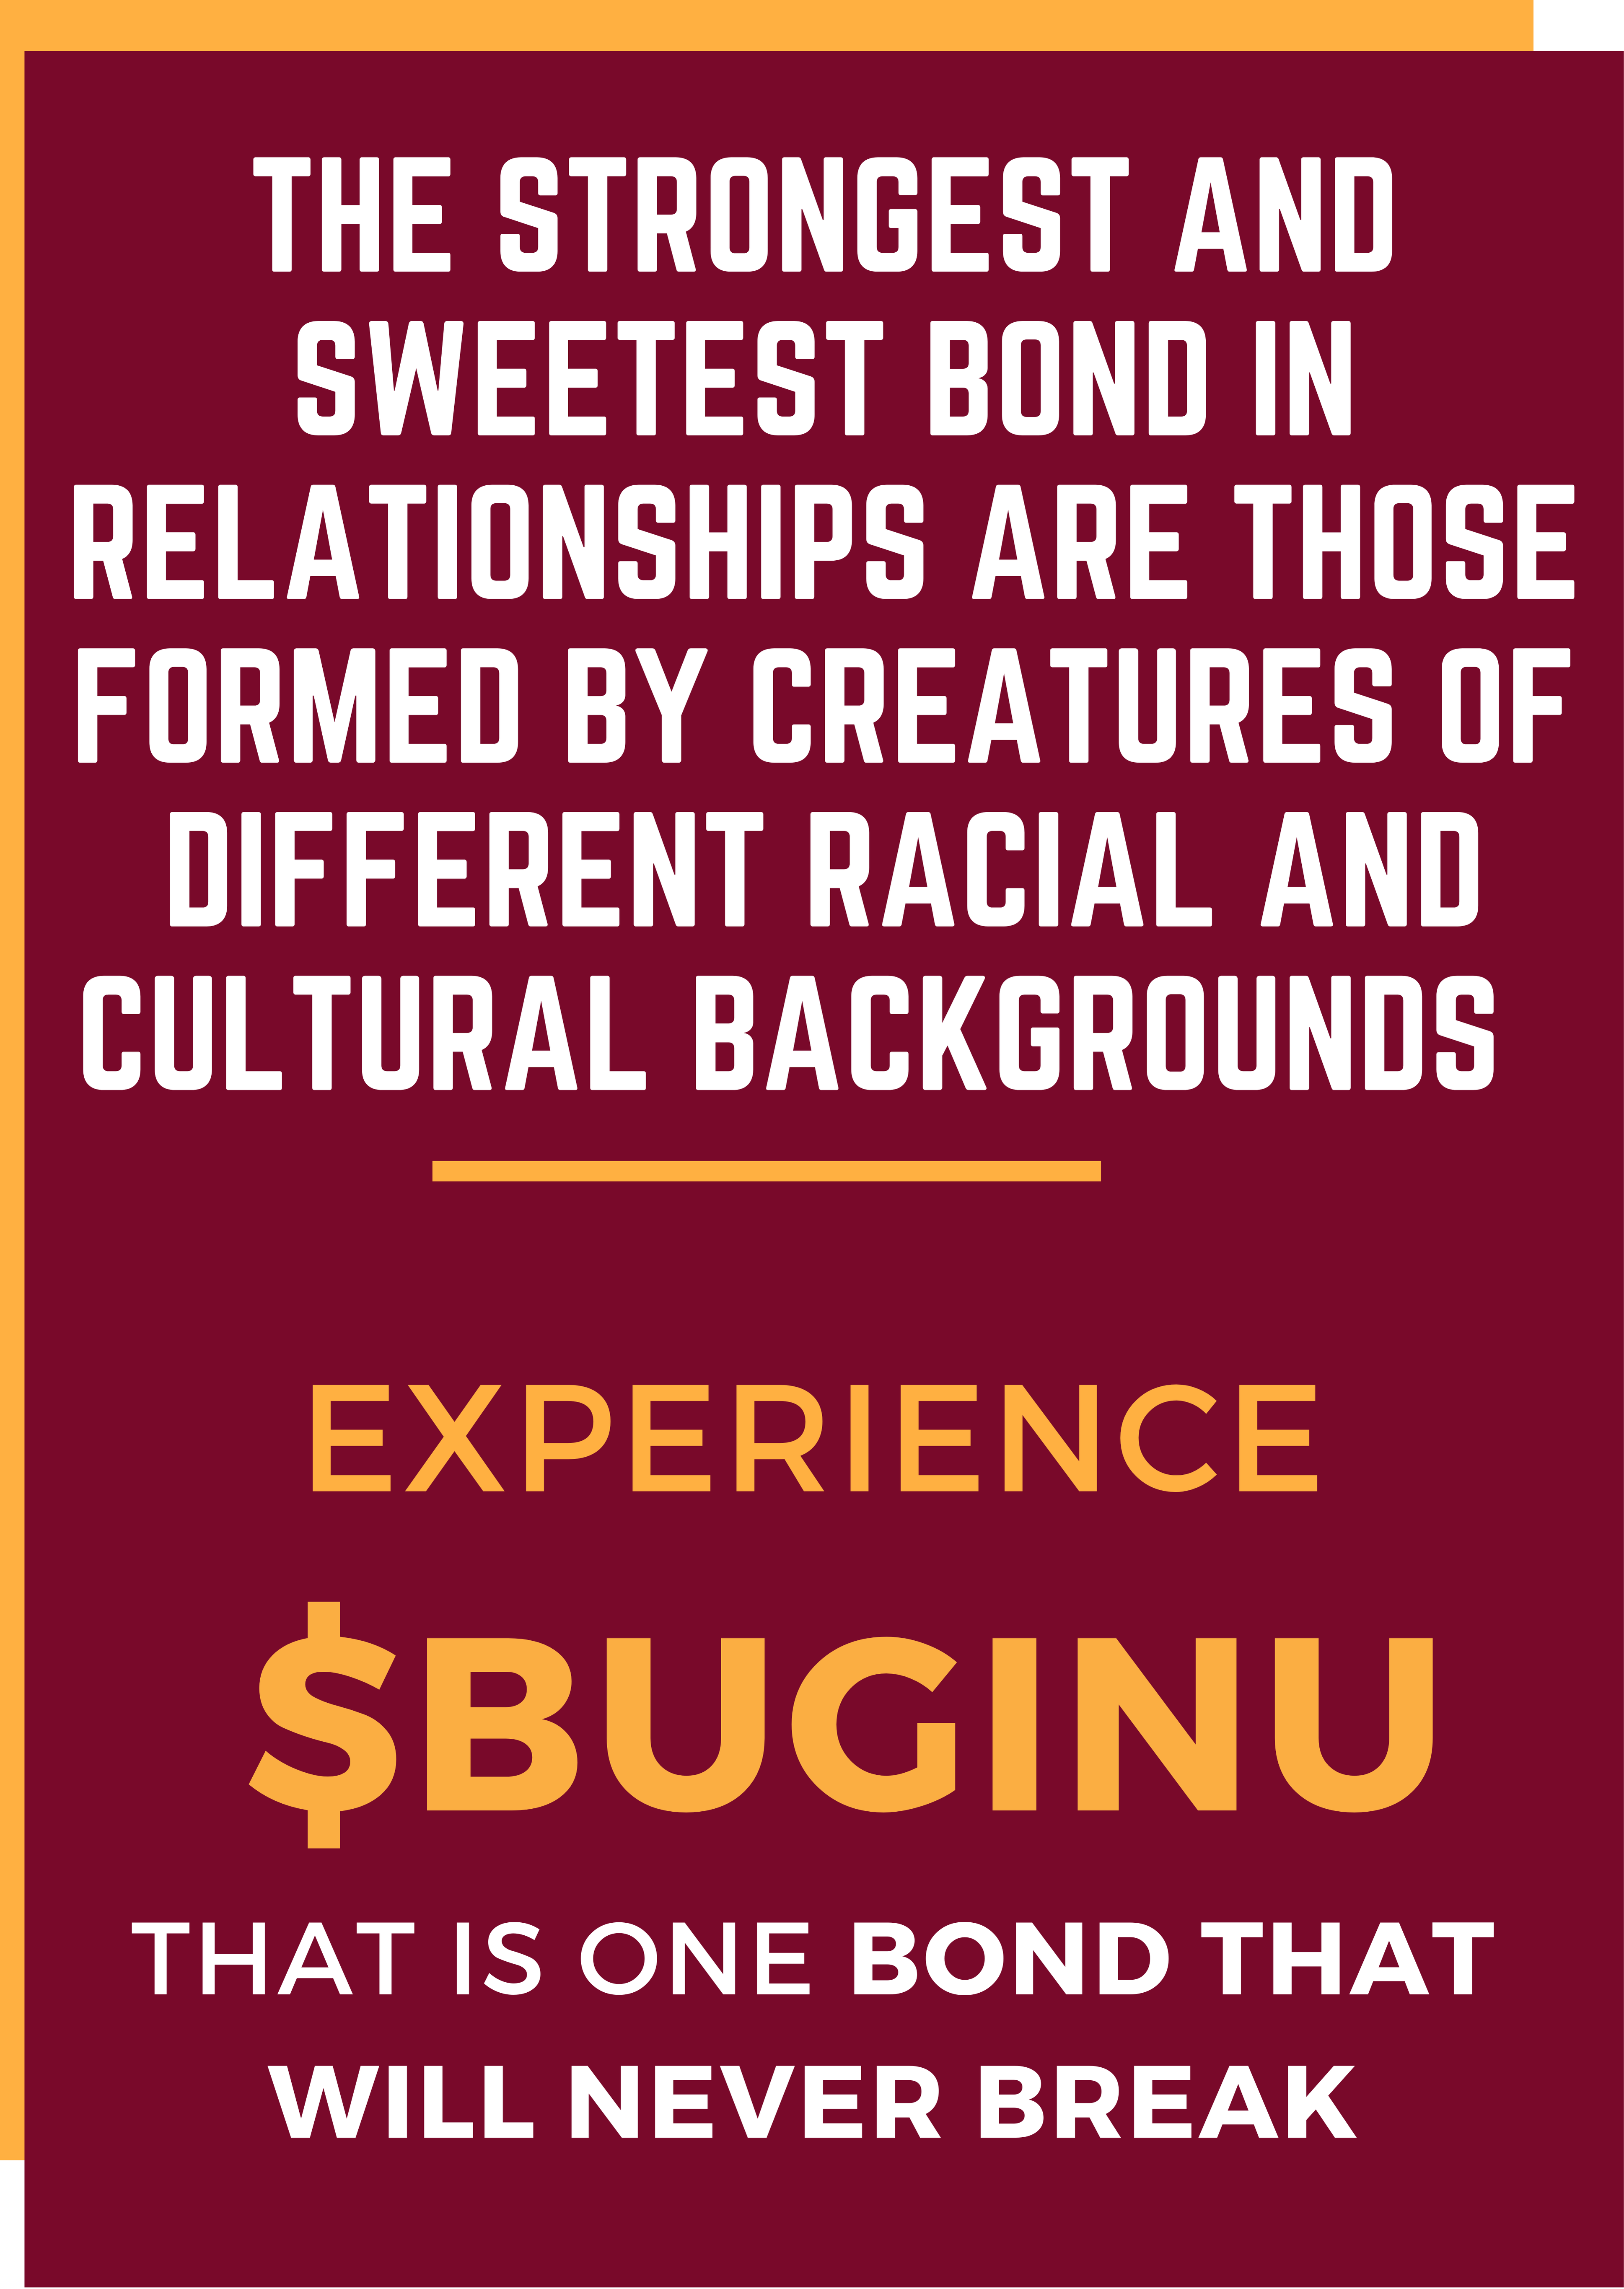 THE STRONGEST AND
SWEETEST BOND IN
RELATIONSHIPS ARE THOSE
FORMED BY CREATURES OF
DIFFERENT RACIAL AND
CULTURAL BACKGROUNDS
EXPERIENCE
$BUGINU
THAT IS ONE BOND THAT
WILL NEVER BREAK